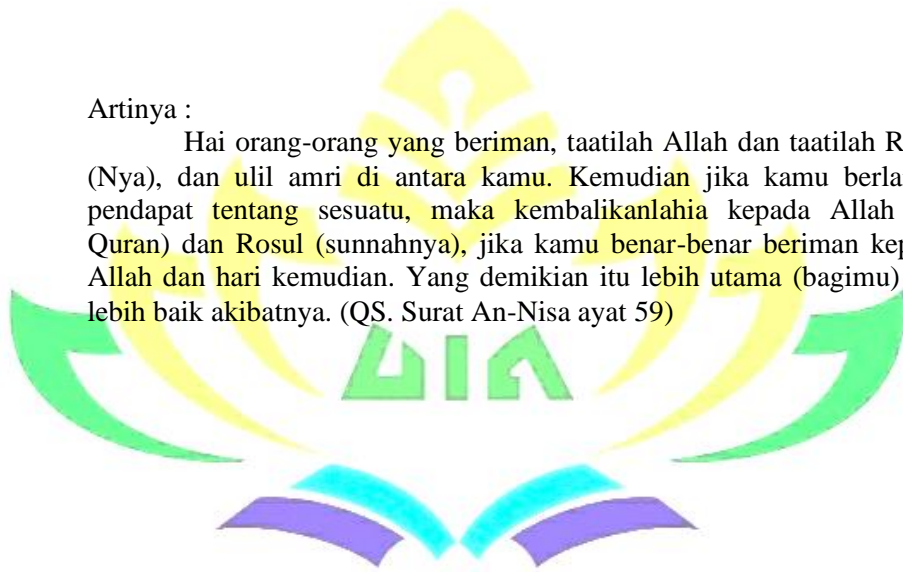 Artinya :
Hai orang-orang yang beriman, taatilah Allah dan taatilah R
(Nya), dan ulil amri di antara kamu. Kemudian jika kamu berla
pendapat tentang sesuatu, maka kembalikanlahia kepada Allah
Quran) dan Rosul (sunnahnya), jika kamu benar-benar beriman kep
Allah dan hari kemudian. Yang demikian itu lebih utama (bagimu)
lebih baik akibatnya. (QS. Surat An-Nisa ayat 59)